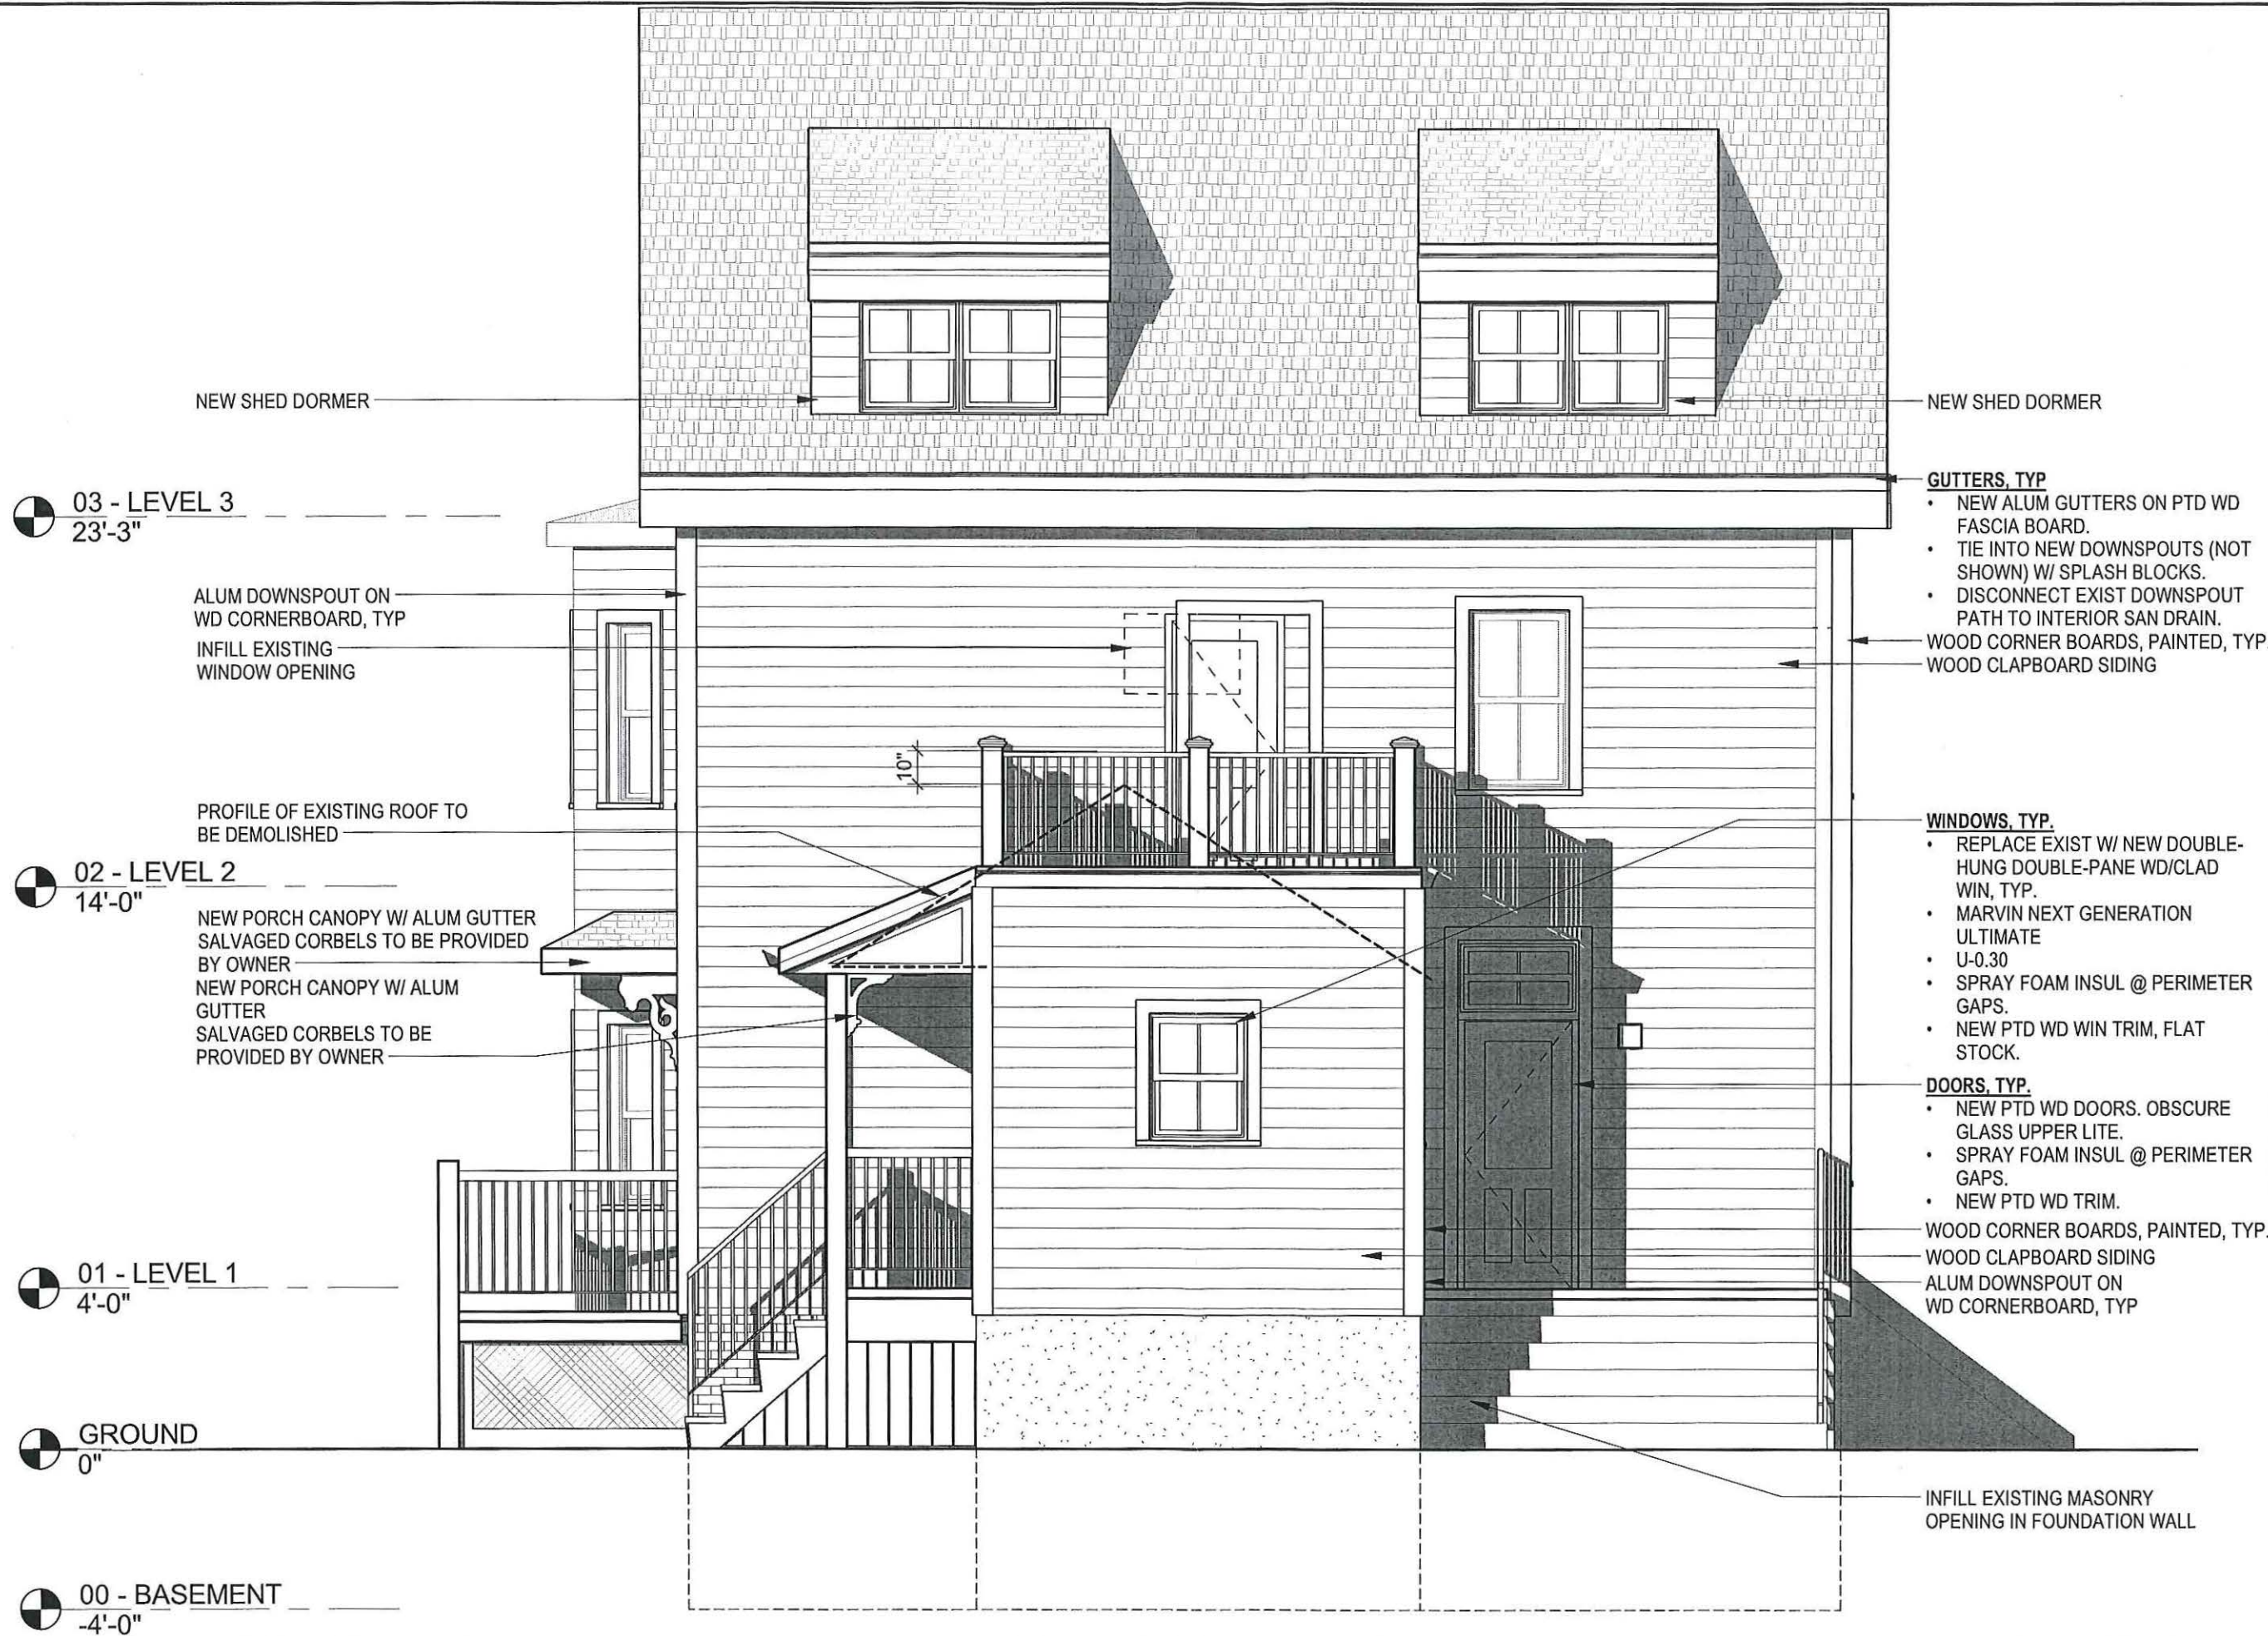 NEW SHED DORMER
03 - LEVEL 3
23'-3"
ALUM DOWNSPOUT ON
WD CORNERBOARD, TYP
INFILL EXISTING
WINDOW OPENING
PROFILE OF EXISTING ROOF TO
BE DEMOLISHED
02 - LEVEL 2
14'-0"
NEW PORCH CANOPY W/ ALUM GUTTER
SALVAGED CORBELS TO BE PROVIDED
BY OWNER
NEW PORCH CANOPY W/ ALUM
GUTTER
SALVAGED CORBELS TO BE
PROVIDED BY OWNER
01 - LEVEL 1
4'-0"
GROUND
0"
00 - BASEMENT
-4'-0"
10"
NEW SHED DORMER
GUTTERS, TYP
• NEW ALUM GUTTERS ON PTD WD
FASCIA BOARD.
• TIE INTO NEW DOWNSPOUTS (NOT
SHOWN) W/ SPLASH BLOCKS.
• DISCONNECT EXIST DOWNSPOUT
PATH TO INTERIOR SAN DRAIN.
WOOD CORNER BOARDS, PAINTED, TYP.
WOOD CLAPBOARD SIDING
WINDOWS, TYP.
• REPLACE EXIST W/ NEW DOUBLE-
HUNG DOUBLE-PANE WD/CLAD
WIN, TYP.
• MARVIN NEXT GENERATION
ULTIMATE
• U-0.30
• SPRAY FOAM INSUL @ PERIMETER
GAPS.
• NEW PTD WD WIN TRIM, FLAT
STOCK.
DOORS, TYP.
• NEW PTD WD DOORS. OBSCURE
GLASS UPPER LITE.
• SPRAY FOAM INSUL @ PERIMETER
GAPS.
• NEW PTD WD TRIM.
WOOD CORNER BOARDS, PAINTED, TYP.
WOOD CLAPBOARD SIDING
ALUM DOWNSPOUT ON
WD CORNERBOARD, TYP
INFILL EXISTING MASONRY
OPENING IN FOUNDATION WALL